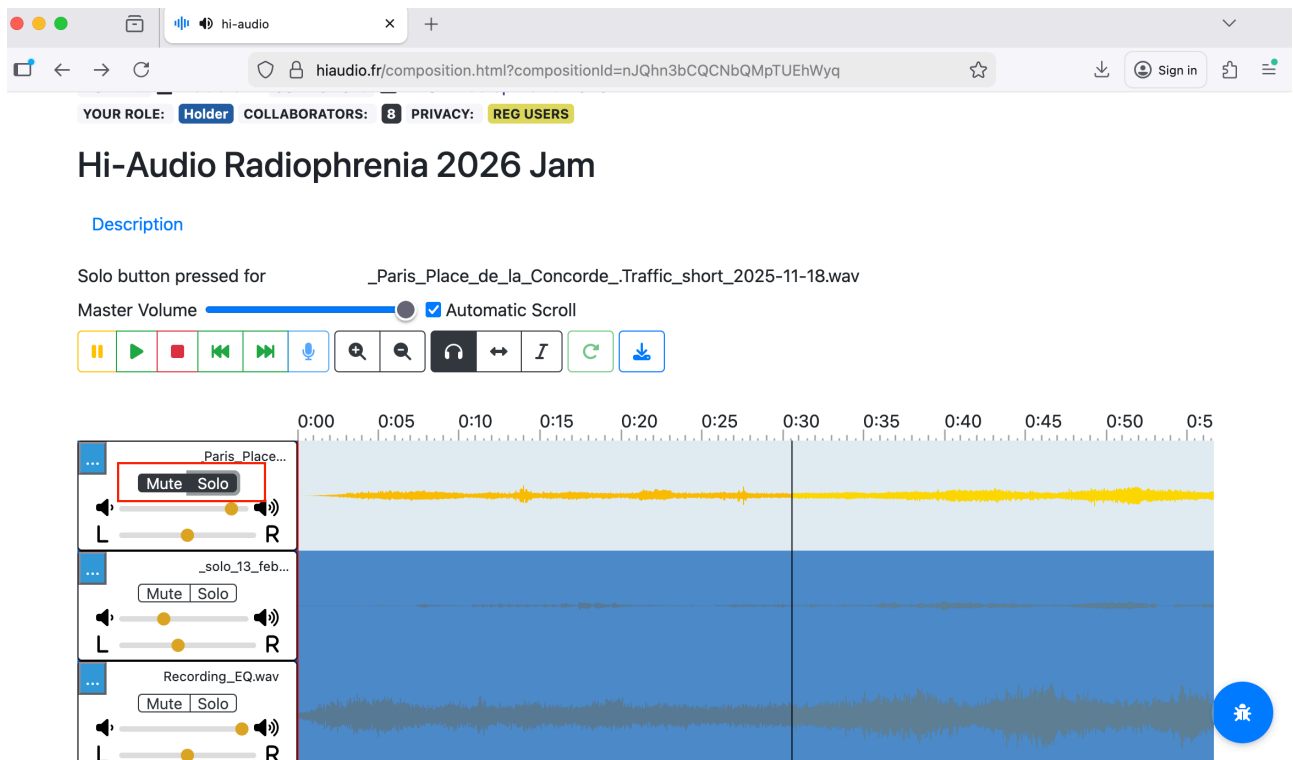 hi-audio
hiaudio.fr/composition.html?compositionId=nJQhn3bCQCNbQMpTUEhWyq
Sign in
YOUR ROLE: Holder COLLABORATORS: 8 PRIVACY: REG USERS
Hi-Audio Radiophrenia 2026 Jam
Description
Solo button pressed for _Paris_Place_de_la_Concorde_.Traffic_short_2025-11-18.wav
Master Volume Automatic Scroll
0:00 0:05 0:10 0:15 0:20 0:25 0:30 0:35 0:40 0:45 0:50 0:5
... _Paris_Place...
Mute Solo
L R
... _solo_13_feb...
Mute Solo
L R
... Recording_EQ.wav
Mute Solo
L R